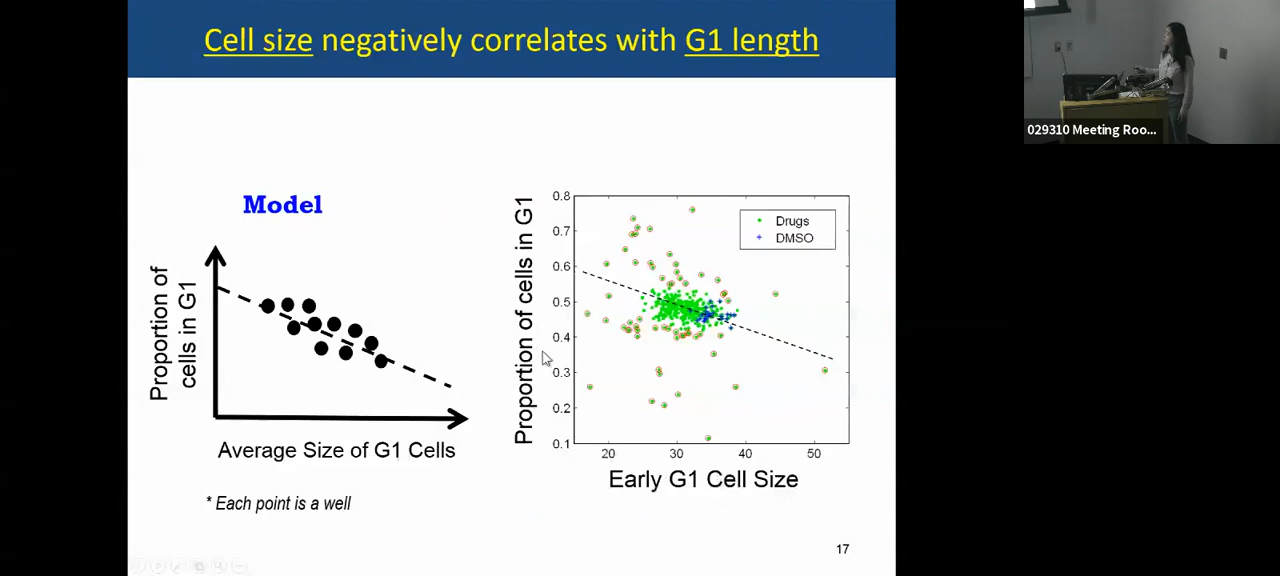 Cell size negatively correlates with G1 length
029310 Meeting Roo...
Model
Proportion of
cells in G1
Average Size of G1 Cells
* Each point is a well
Proportion of cells in G1
0.8
0.7
0.6
0.5
0.4
0.3
0.2
0.1
Drugs
DMSO
20 30 40 50
Early G1 Cell Size
17